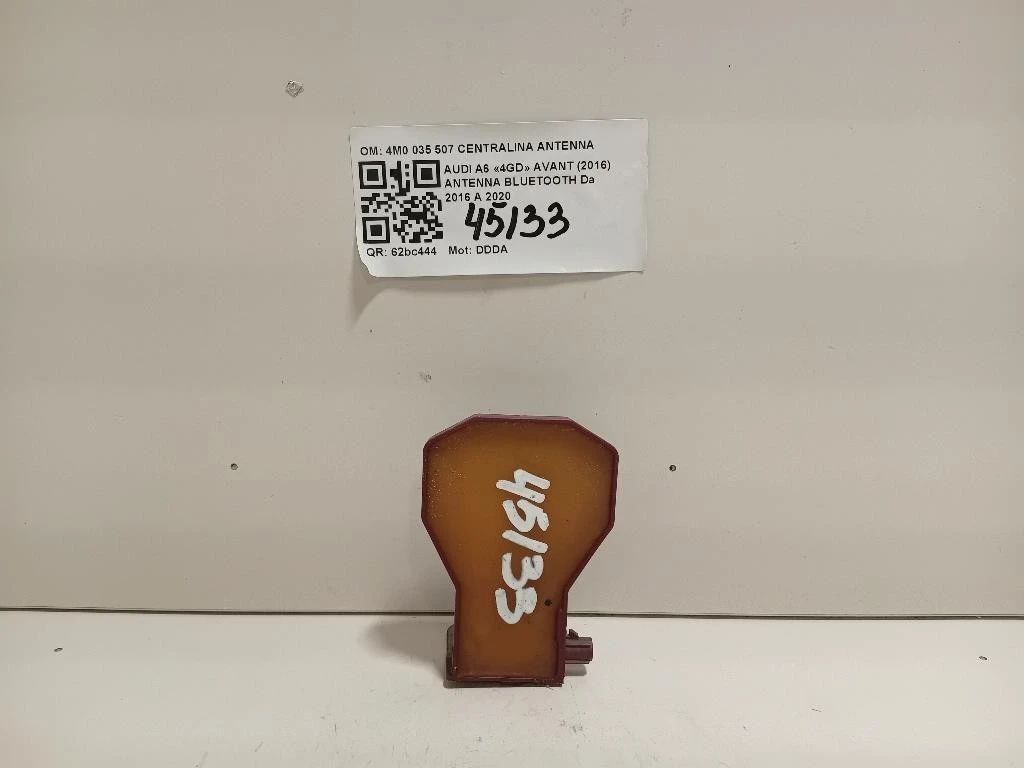 OM: 4M0 035 507 CENTRALINA ANTENNA
AUDI A6 «4GD» AVANT (2016)
ANTENNA BLUETOOTH Da
2016 A 2020
45133
QR: 62bc444 Mot: DDDA
45133